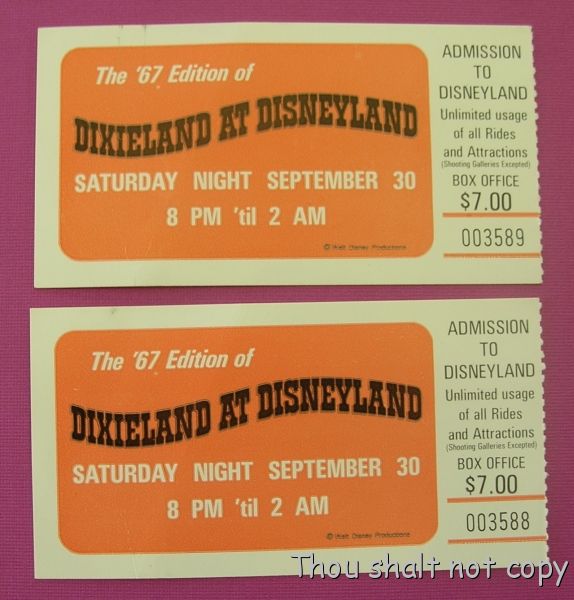 The '67 Edition of
DIXIELAND AT DISNEYLAND
SATURDAY NIGHT SEPTEMBER 30
8 PM 'til 2 AM
© Walt Disney Productions
ADMISSION
TO
DISNEYLAND
Unlimited usage
of all Rides
and Attractions
(Shooting Galleries Excepted)
BOX OFFICE
$7.00
003589
The '67 Edition of
DIXIELAND AT DISNEYLAND
SATURDAY NIGHT SEPTEMBER 30
8 PM 'til 2 AM
© Walt Disney Productions
ADMISSION
TO
DISNEYLAND
Unlimited usage
of all Rides
and Attractions
(Shooting Galleries Excepted)
BOX OFFICE
$7.00
003588
Thou shalt not copy